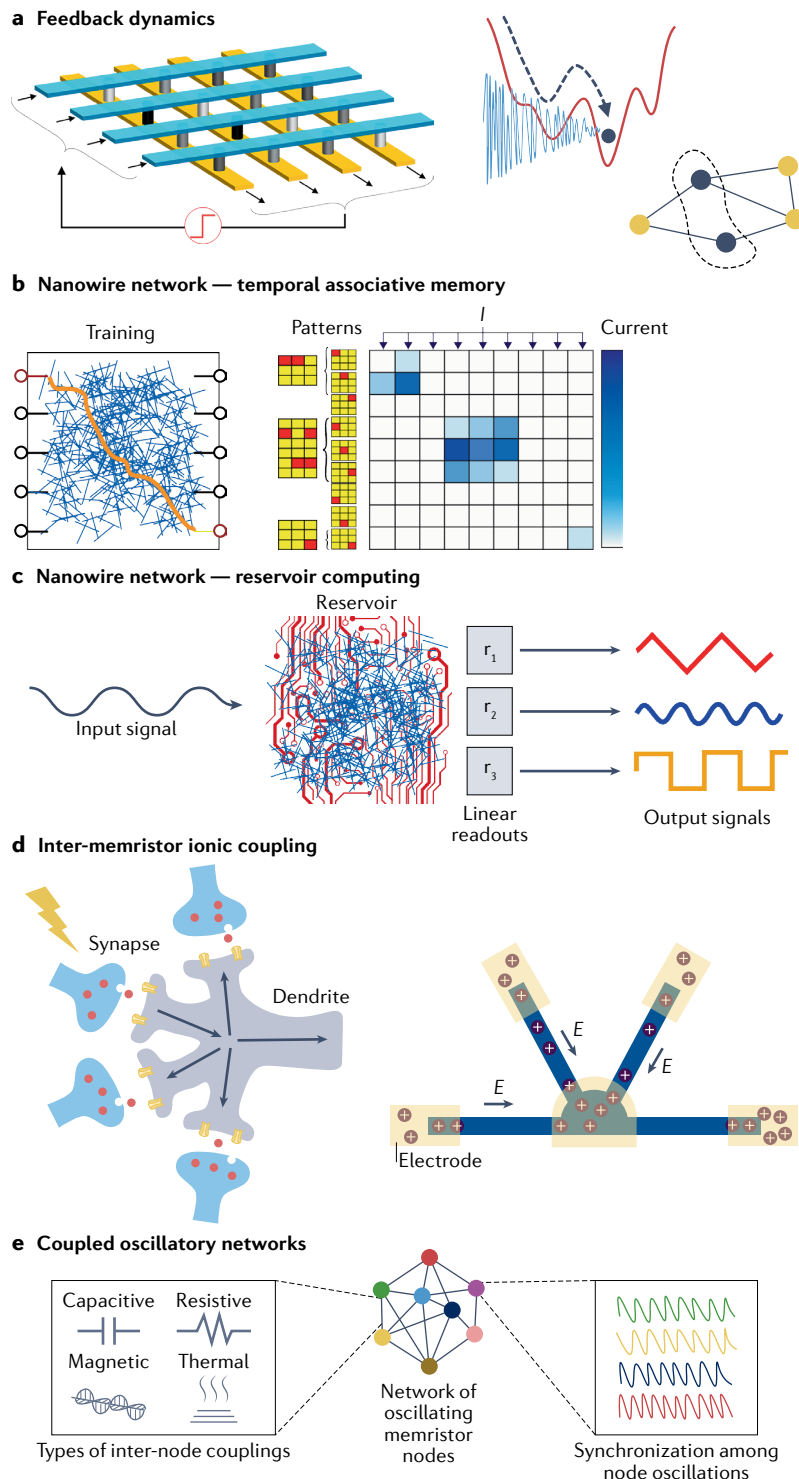 a Feedback dynamics
b Nanowire network — temporal associative memory
Training
Patterns
I
Current
c Nanowire network — reservoir computing
Reservoir
Input signal
r1
r2
r3
Linear
readouts
Output signals
d Inter-memristor ionic coupling
Synapse
Dendrite
E
E
E
Electrode
e Coupled oscillatory networks
Capacitive
Resistive
Magnetic
Thermal
Types of inter-node couplings
Network of
oscillating
memristor
nodes
Synchronization among
node oscillations